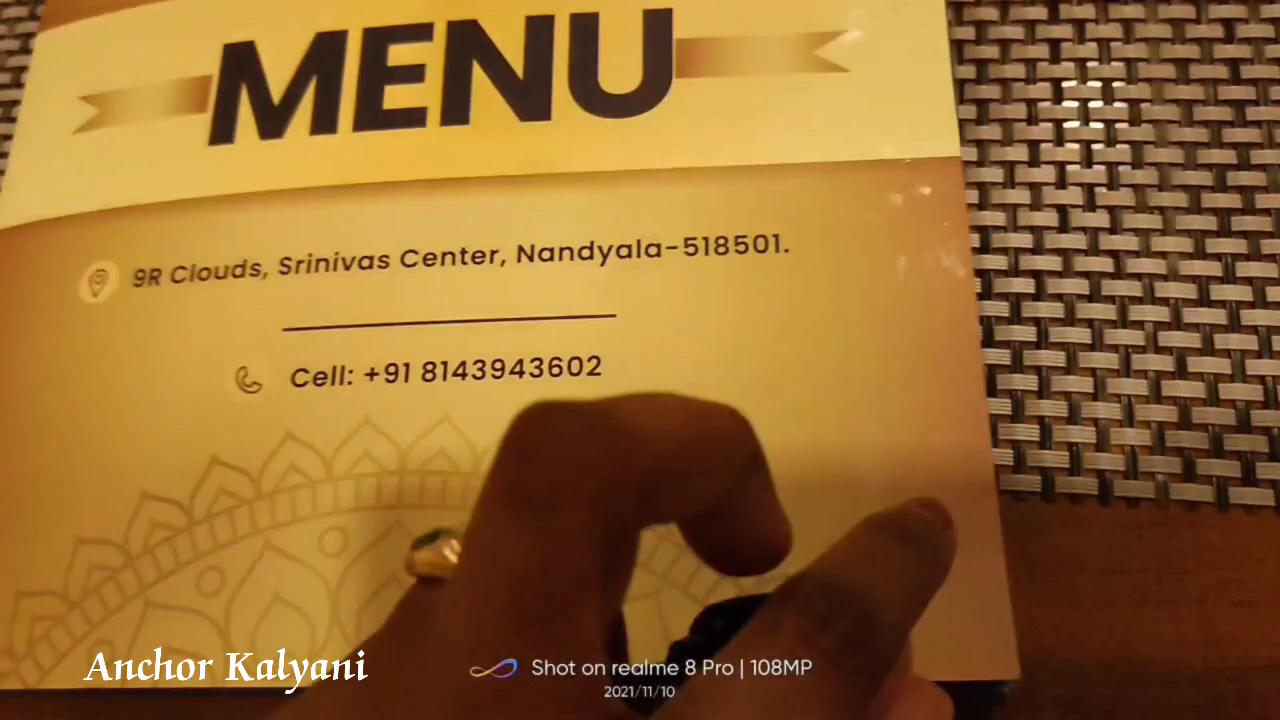 MENU
9R Clouds, Srinivas Center, Nandyala-518501.
Cell: +91 8143943602
Anchor Kalyani
Shot on realme 8 Pro | 108MP
2021/11/10